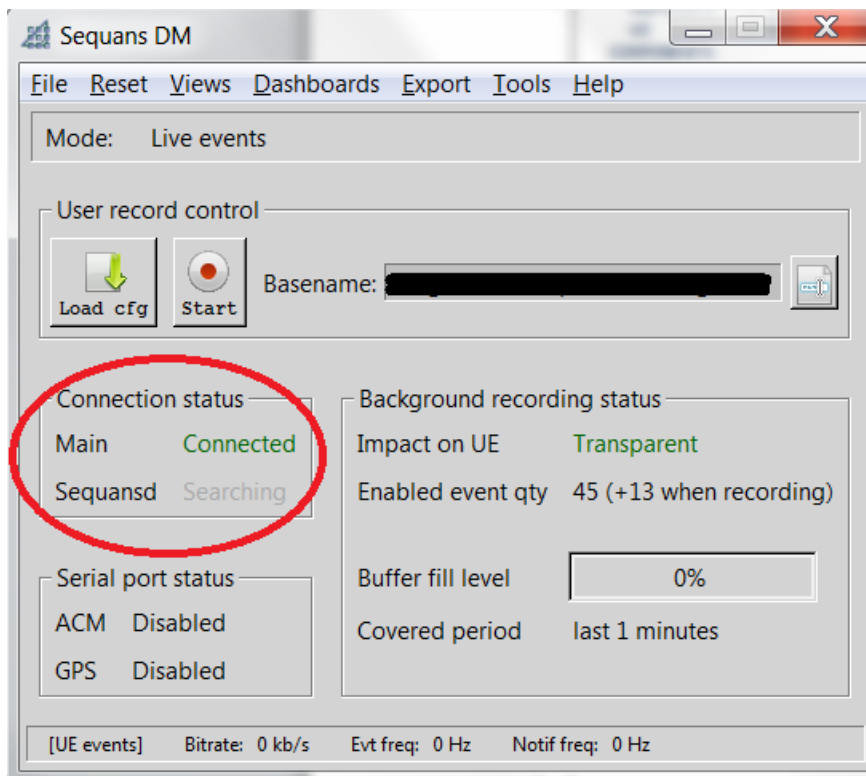 Sequans DM
File Reset Views Dashboards Export Tools Help
Mode: Live events
User record control
Load cfg
Start
Basename:
Connection status
Main Connected
Sequansd Searching
Serial port status
ACM Disabled
GPS Disabled
Background recording status
Impact on UE Transparent
Enabled event qty 45 (+13 when recording)
Buffer fill level 0%
Covered period last 1 minutes
[UE events] Bitrate: 0 kb/s Evt freq: 0 Hz Notif freq: 0 Hz